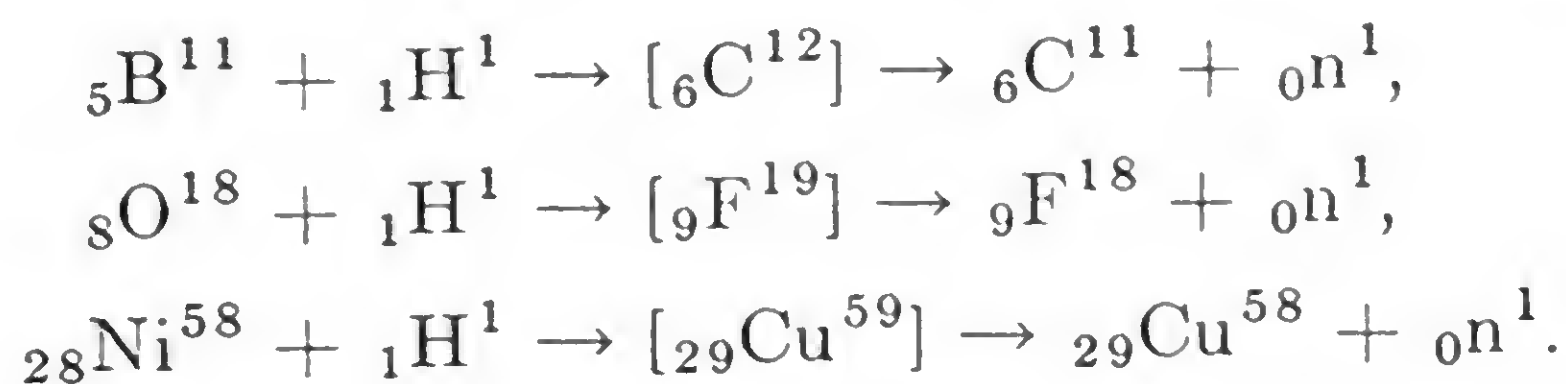 ₅B¹¹ + ₁H¹ → [₆C¹²] → ₆C¹¹ + ₀n¹,
₈O¹⁸ + ₁H¹ → [₉F¹⁹] → ₉F¹⁸ + ₀n¹,
₂₈Ni⁵⁸ + ₁H¹ → [₂₉Cu⁵⁹] → ₂₉Cu⁵⁸ + ₀n¹.